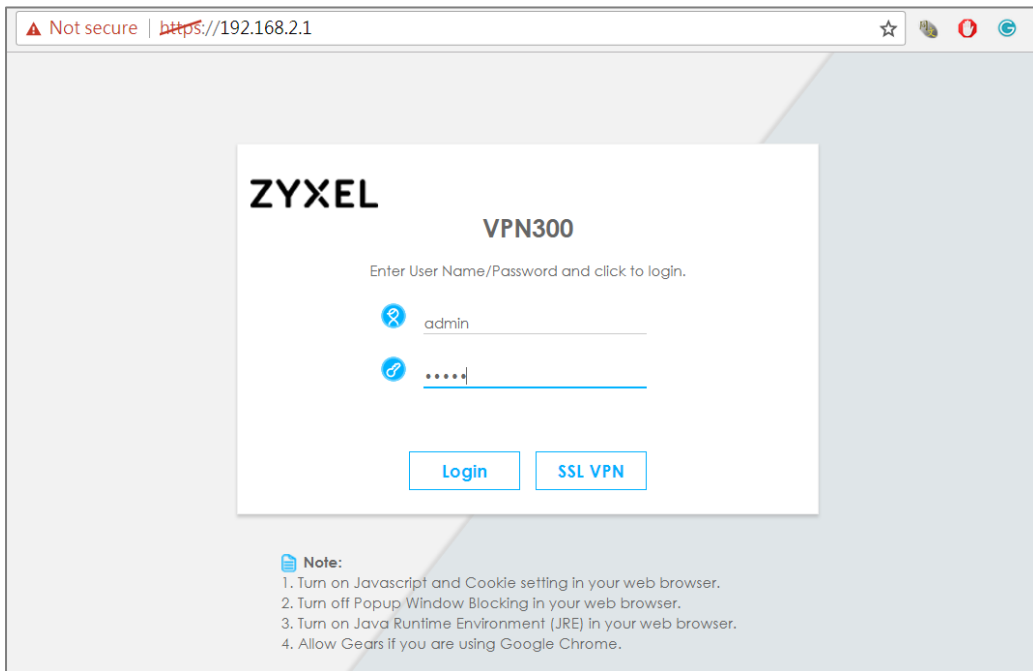 Not secure | https://192.168.2.1
ZYXEL
VPN300
Enter User Name/Password and click to login.
admin
•••••
Login SSL VPN
Note:
1. Turn on Javascript and Cookie setting in your web browser.
2. Turn off Popup Window Blocking in your web browser.
3. Turn on Java Runtime Environment (JRE) in your web browser.
4. Allow Gears if you are using Google Chrome.